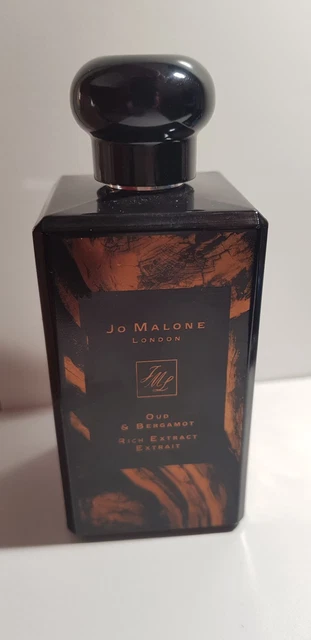 JO MALONE
LONDON
JML
OUD
& BERGAMOT
RICH EXTRACT
EXTRAIT